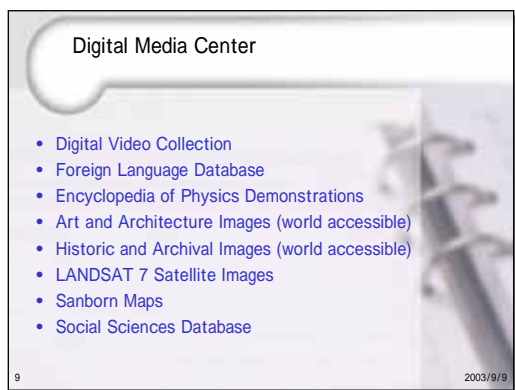 Digital Media Center
• Digital Video Collection
• Foreign Language Database
• Encyclopedia of Physics Demonstrations
• Art and Architecture Images (world accessible)
• Historic and Archival Images (world accessible)
• LANDSAT 7 Satellite Images
• Sanborn Maps
• Social Sciences Database
9
2003/9/9